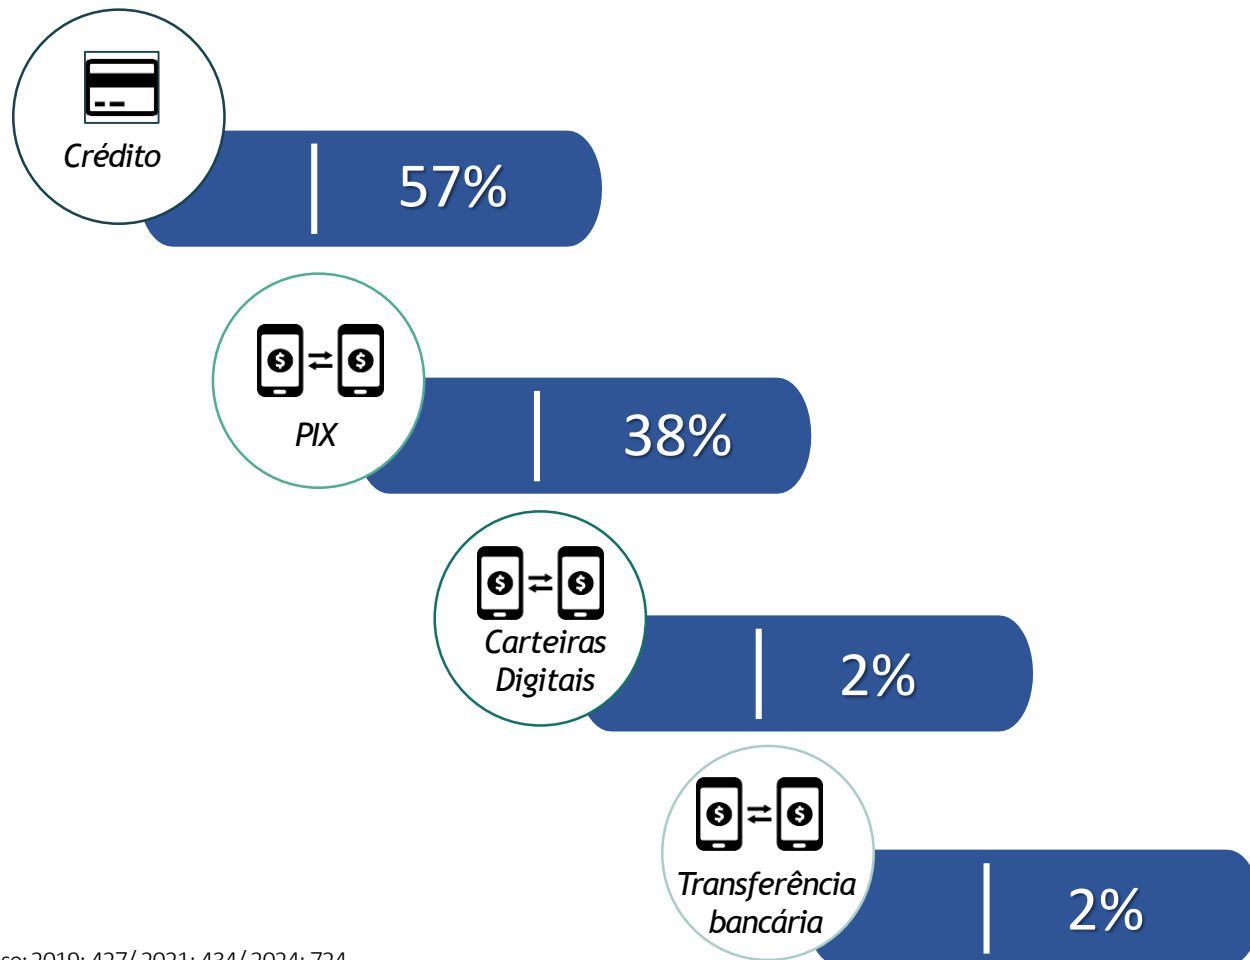 Crédito
57%
PIX
38%
Carteiras
Digitais
2%
Transferência
bancária
2%
2019: 427/ 2021: 434/ 2024: 724